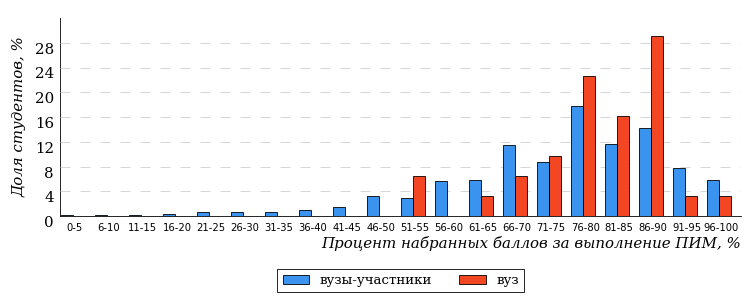 Доля студентов, %
28
24
20
16
12
8
4
0
0-5 6-10 11-15 16-20 21-25 26-30 31-35 36-40 41-45 46-50 51-55 56-60 61-65 66-70 71-75 76-80 81-85 86-90 91-95 96-100
Процент набранных баллов за выполнение ПИМ, %
вузы-участники вуз